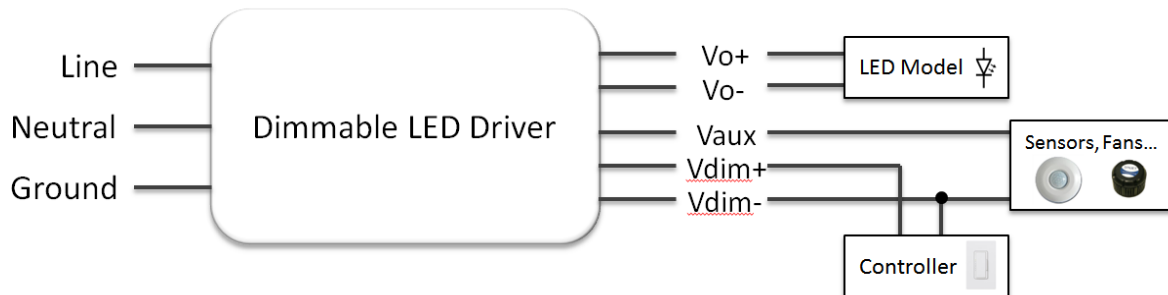 Line
Neutral
Ground
Dimmable LED Driver
Vo+
Vo-
Vaux
Vdim+
Vdim-
LED Model
Sensors, Fans...
Controller